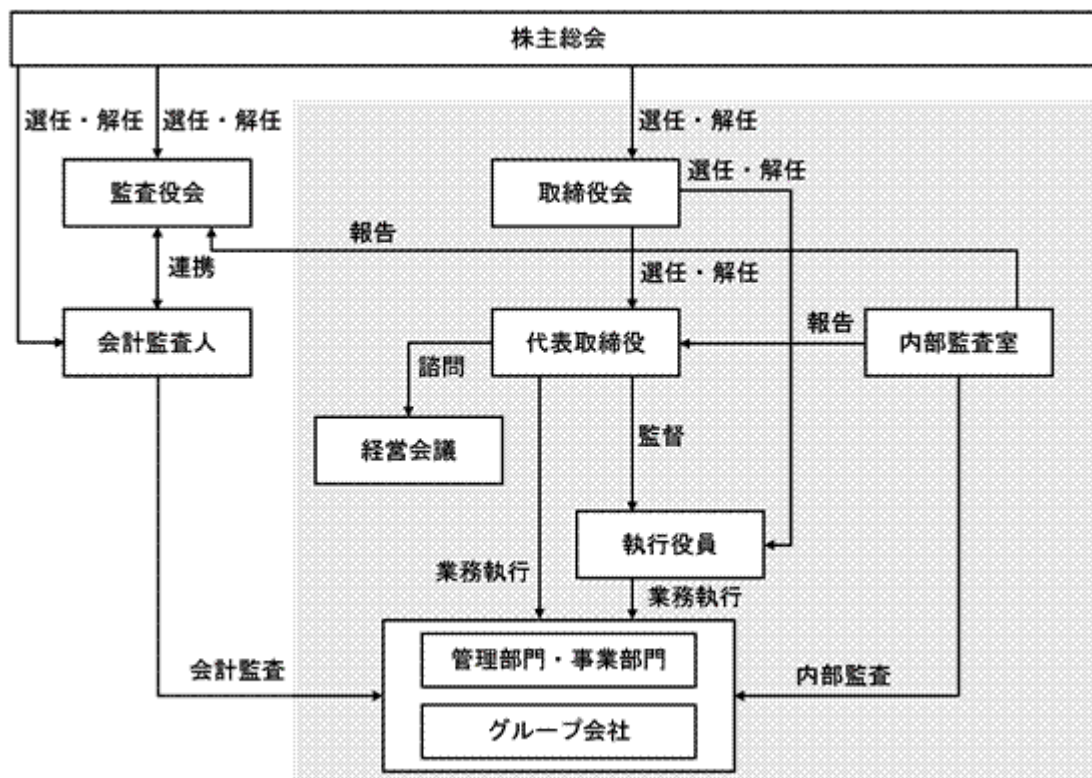 株主総会
選任・解任
選任・解任
選任・解任
監査役会
取締役会
選任・解任
報告
連携
選任・解任
会計監査人
代表取締役
報告
内部監査室
諮問
経営会議
監督
執行役員
業務執行
業務執行
管理部門・事業部門
会計監査
内部監査
グループ会社